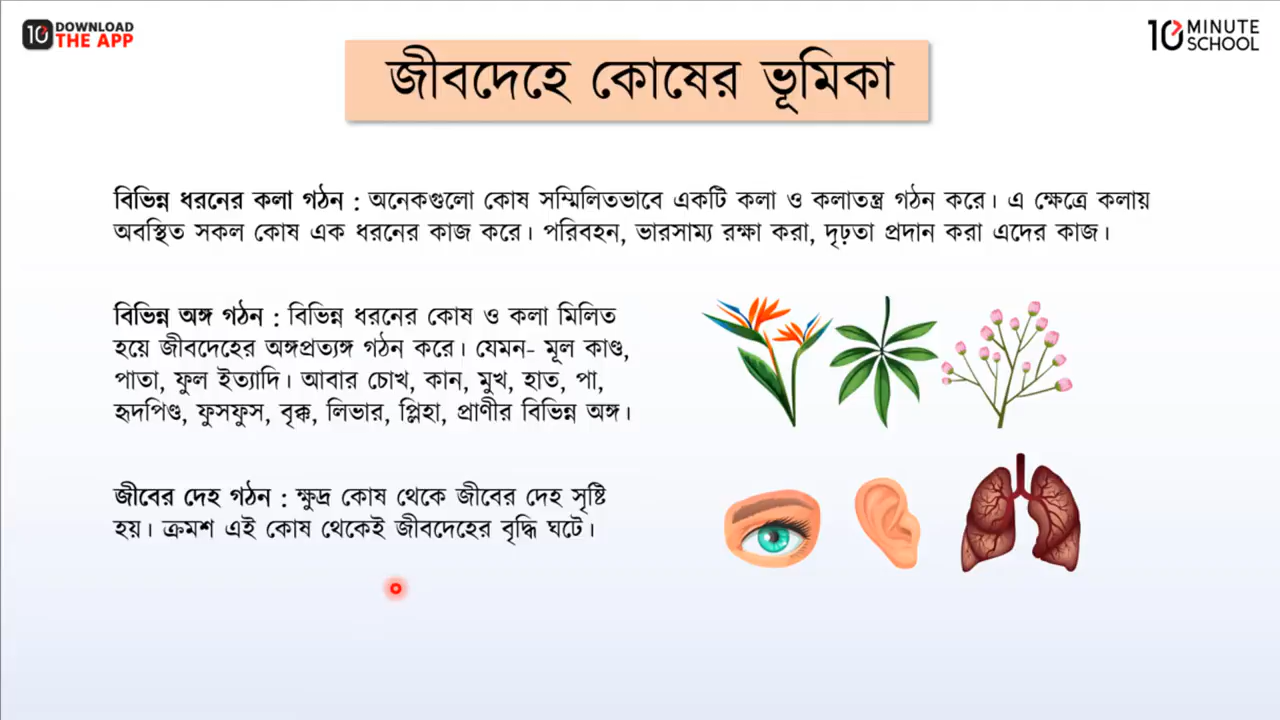 DOWNLOAD
THE APP
10 MINUTE
SCHOOL
জীবদেহে কোষের ভূমিকা
বিভিন্ন ধরনের কলা গঠন : অনেকগুলো কোষ সম্মিলিতভাবে একটি কলা ও কলাতন্ত্র গঠন করে। এ ক্ষেত্রে কলায়
অবস্থিত সকল কোষ এক ধরনের কাজ করে। পরিবহন, ভারসাম্য রক্ষা করা, দৃঢ়তা প্রদান করা এদের কাজ।
বিভিন্ন অঙ্গ গঠন : বিভিন্ন ধরনের কোষ ও কলা মিলিত
হয়ে জীবদেহের অঙ্গপ্রত্যঙ্গ গঠন করে। যেমন- মূল কাণ্ড,
পাতা, ফুল ইত্যাদি। আবার চোখ, কান, মুখ, হাত, পা,
হৃদপিণ্ড, ফুসফুস, বৃক্ক, লিভার, প্লিহা, প্রাণীর বিভিন্ন অঙ্গ।
জীবের দেহ গঠন : ক্ষুদ্র কোষ থেকে জীবের দেহ সৃষ্টি
হয়। ক্রমশ এই কোষ থেকেই জীবদেহের বৃদ্ধি ঘটে।